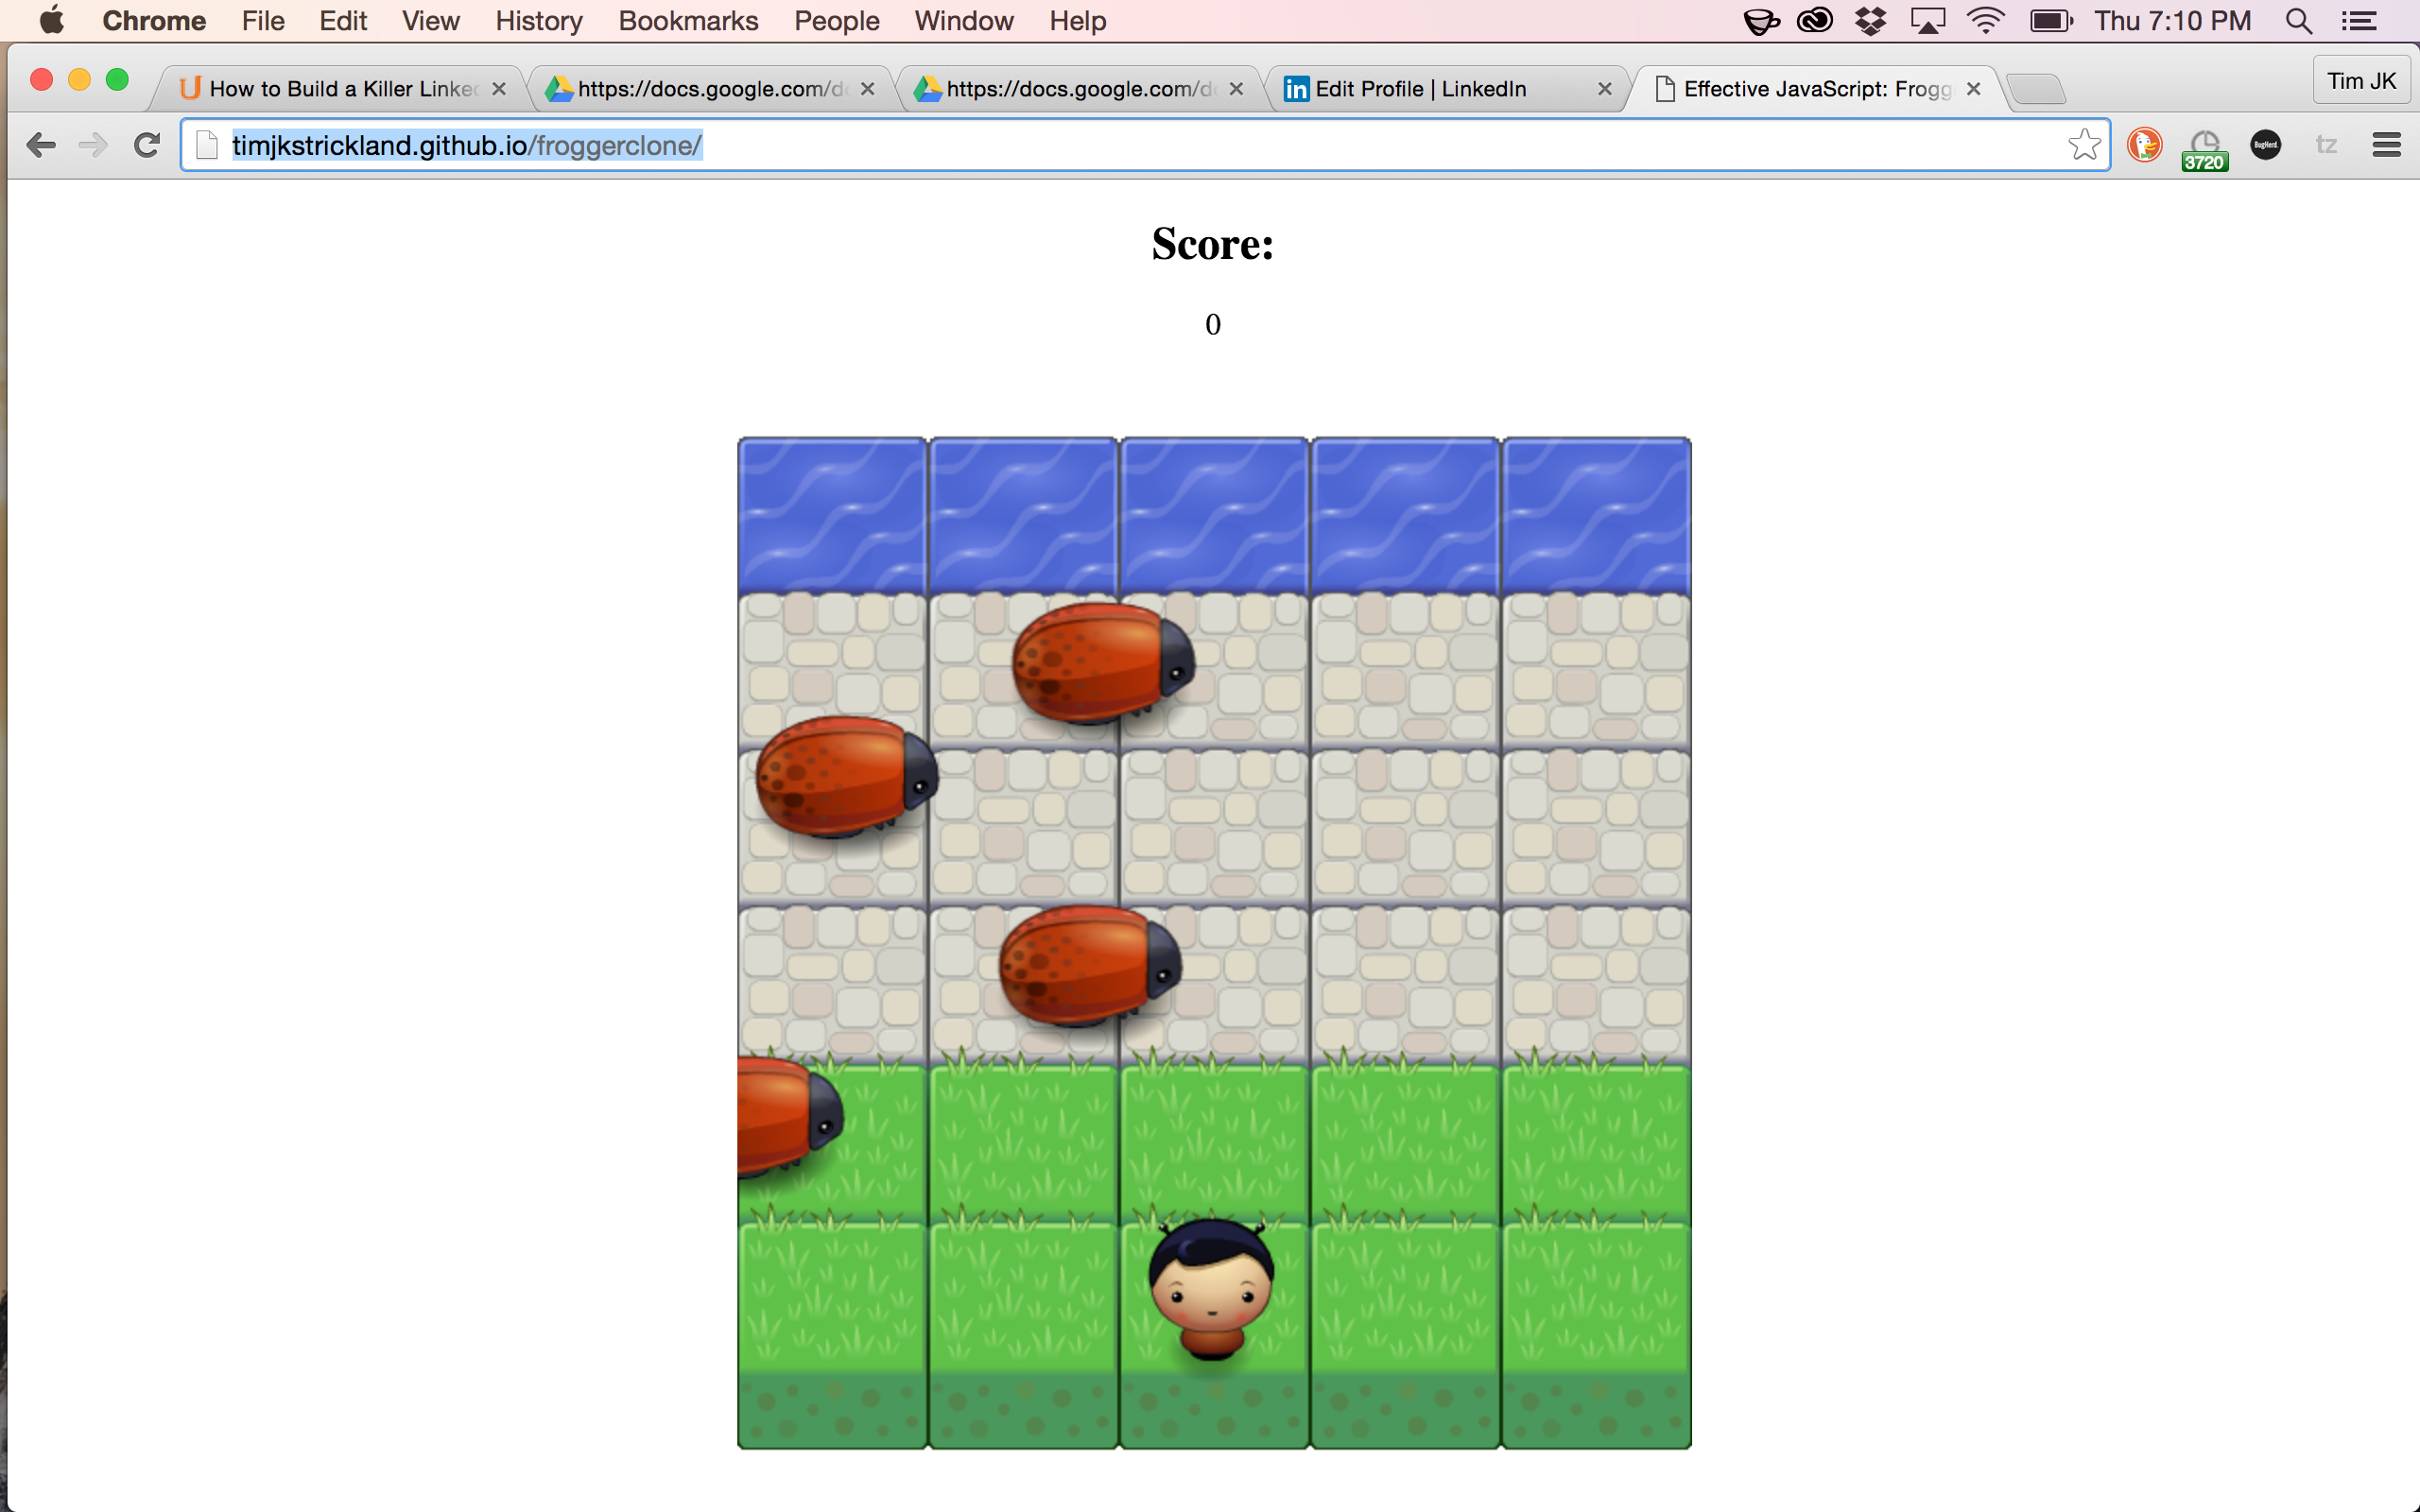 Chrome File Edit View History Bookmarks People Window Help Thu 7:10 PM
How to Build a Killer Linke https://docs.google.com/d https://docs.google.com/d Edit Profile | LinkedIn Effective JavaScript: Frogg Tim JK
timjkstrickland.github.io/froggerclone/ 3720 BugHerd tz
Score:
0